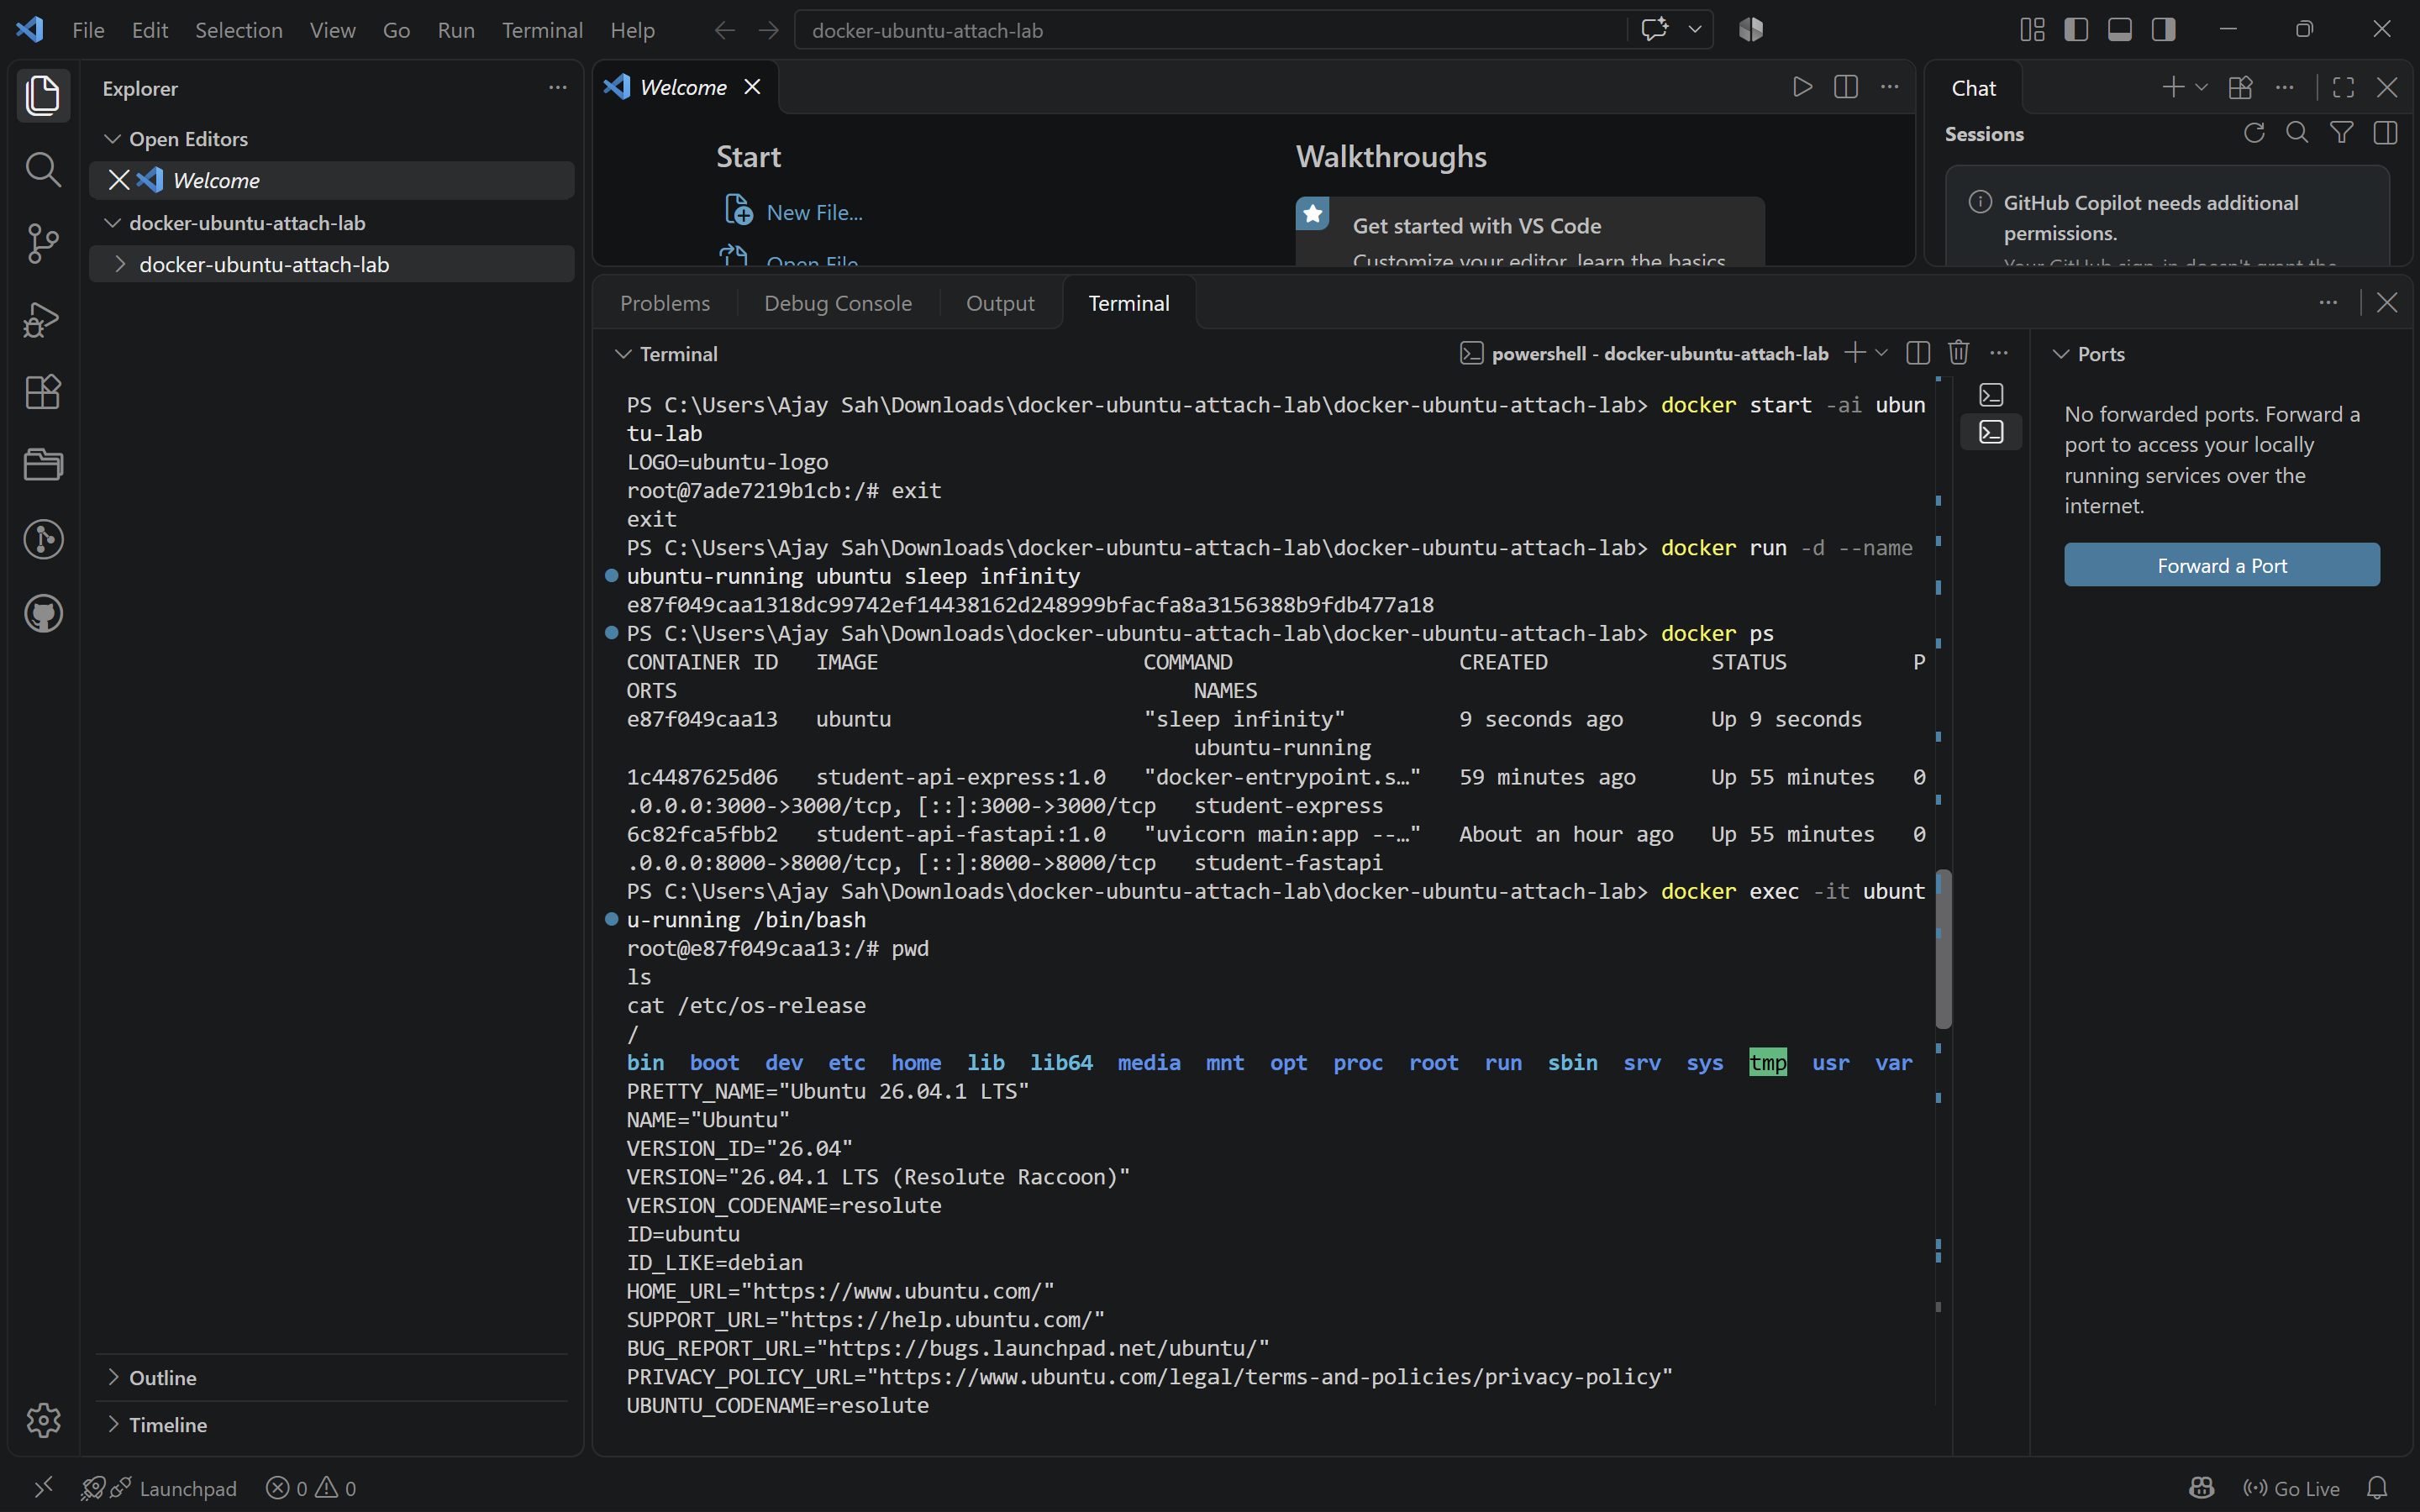 File Edit Selection View Go Run Terminal Help
docker-ubuntu-attach-lab
Explorer
Open Editors
Welcome
docker-ubuntu-attach-lab
docker-ubuntu-attach-lab
Outline
Timeline
Welcome
Start
New File...
Open File...
Walkthroughs
Get started with VS Code
Customize your editor, learn the basics
Chat
Sessions
GitHub Copilot needs additional
permissions.
Your GitHub sign-in doesn't grant the
Problems Debug Console Output Terminal
Terminal
powershell - docker-ubuntu-attach-lab
PS C:\Users\Ajay Sah\Downloads\docker-ubuntu-attach-lab\docker-ubuntu-attach-lab> docker start -ai ubun
tu-lab
LOGO=ubuntu-logo
root@7ade7219b1cb:/# exit
exit
PS C:\Users\Ajay Sah\Downloads\docker-ubuntu-attach-lab\docker-ubuntu-attach-lab> docker run -d --name
ubuntu-running ubuntu sleep infinity
e87f049caa1318dc99742ef14438162d248999bfacfa8a3156388b9fdb477a18
PS C:\Users\Ajay Sah\Downloads\docker-ubuntu-attach-lab\docker-ubuntu-attach-lab> docker ps
CONTAINER ID   IMAGE                     COMMAND                  CREATED             STATUS          P
ORTS                                         NAMES
e87f049caa13   ubuntu                    "sleep infinity"         9 seconds ago       Up 9 seconds
                                             ubuntu-running
1c4487625d06   student-api-express:1.0   "docker-entrypoint.s…"   59 minutes ago      Up 55 minutes   0
.0.0.0:3000->3000/tcp, [::]:3000->3000/tcp   student-express
6c82fca5fbb2   student-api-fastapi:1.0   "uvicorn main:app --…"   About an hour ago   Up 55 minutes   0
.0.0.0:8000->8000/tcp, [::]:8000->8000/tcp   student-fastapi
PS C:\Users\Ajay Sah\Downloads\docker-ubuntu-attach-lab\docker-ubuntu-attach-lab> docker exec -it ubunt
u-running /bin/bash
root@e87f049caa13:/# pwd
ls
cat /etc/os-release
/
bin  boot  dev  etc  home  lib  lib64  media  mnt  opt  proc  root  run  sbin  srv  sys  tmp  usr  var
PRETTY_NAME="Ubuntu 26.04.1 LTS"
NAME="Ubuntu"
VERSION_ID="26.04"
VERSION="26.04.1 LTS (Resolute Raccoon)"
VERSION_CODENAME=resolute
ID=ubuntu
ID_LIKE=debian
HOME_URL="https://www.ubuntu.com/"
SUPPORT_URL="https://help.ubuntu.com/"
BUG_REPORT_URL="https://bugs.launchpad.net/ubuntu/"
PRIVACY_POLICY_URL="https://www.ubuntu.com/legal/terms-and-policies/privacy-policy"
UBUNTU_CODENAME=resolute
Ports
No forwarded ports. Forward a
port to access your locally
running services over the
internet.
Forward a Port
Launchpad 0 0
Go Live